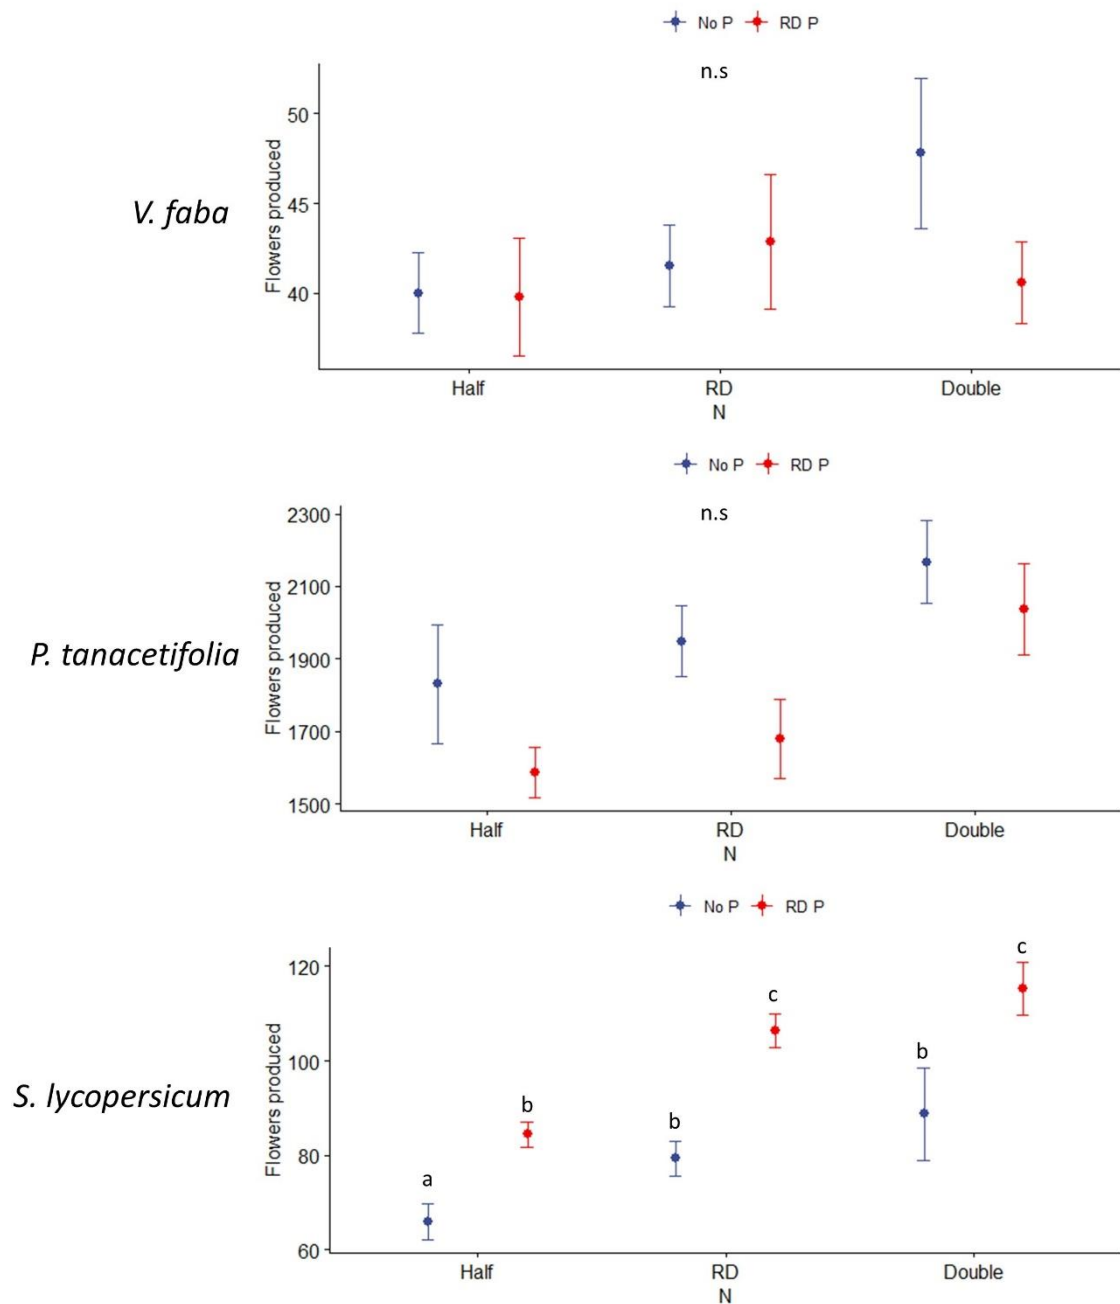 No P RD P
n.s
50
45
40
Flowers produced
V. faba
Half RD Double
N
No P RD P
n.s
2300
2100
1900
1700
1500
Flowers produced
P. tanacetifolia
Half RD Double
N
No P RD P
120
100
80
60
Flowers produced
S. lycopersicum
a
b
b
c
b
c
Half RD Double
N